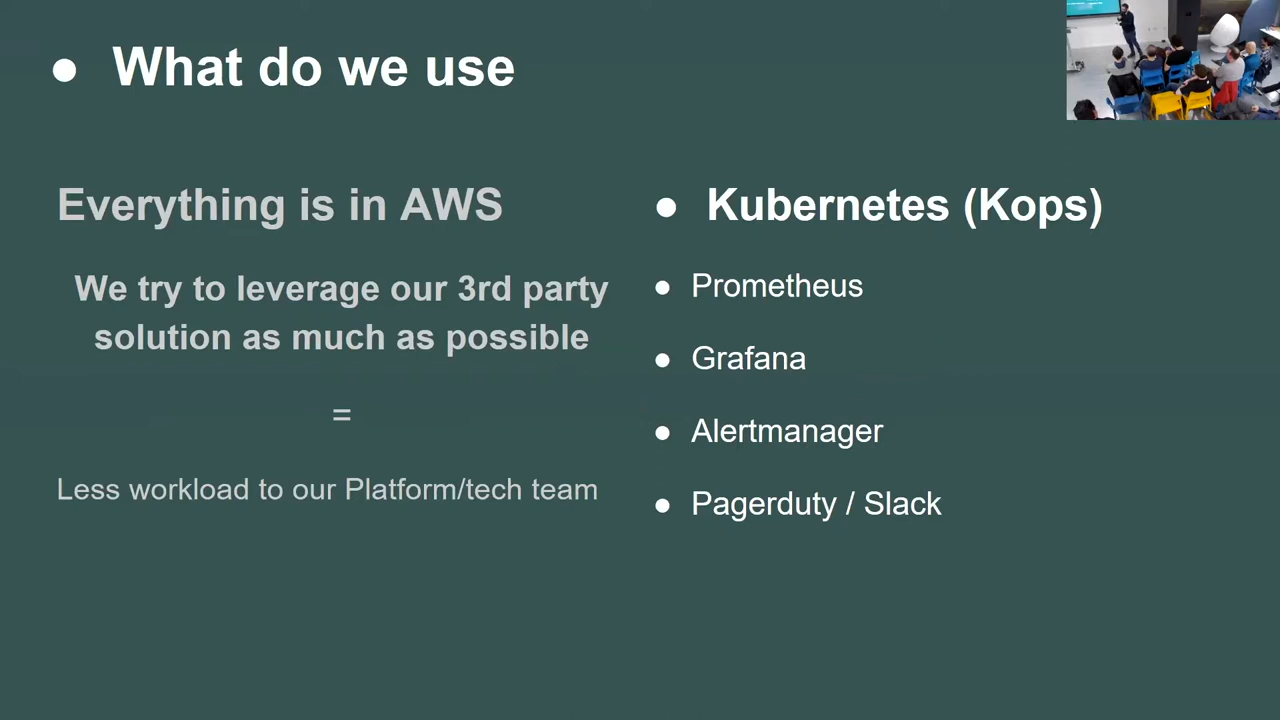 ● What do we use
Everything is in AWS
We try to leverage our 3rd party
solution as much as possible
=
Less workload to our Platform/tech team
● Kubernetes (Kops)
● Prometheus
● Grafana
● Alertmanager
● Pagerduty / Slack